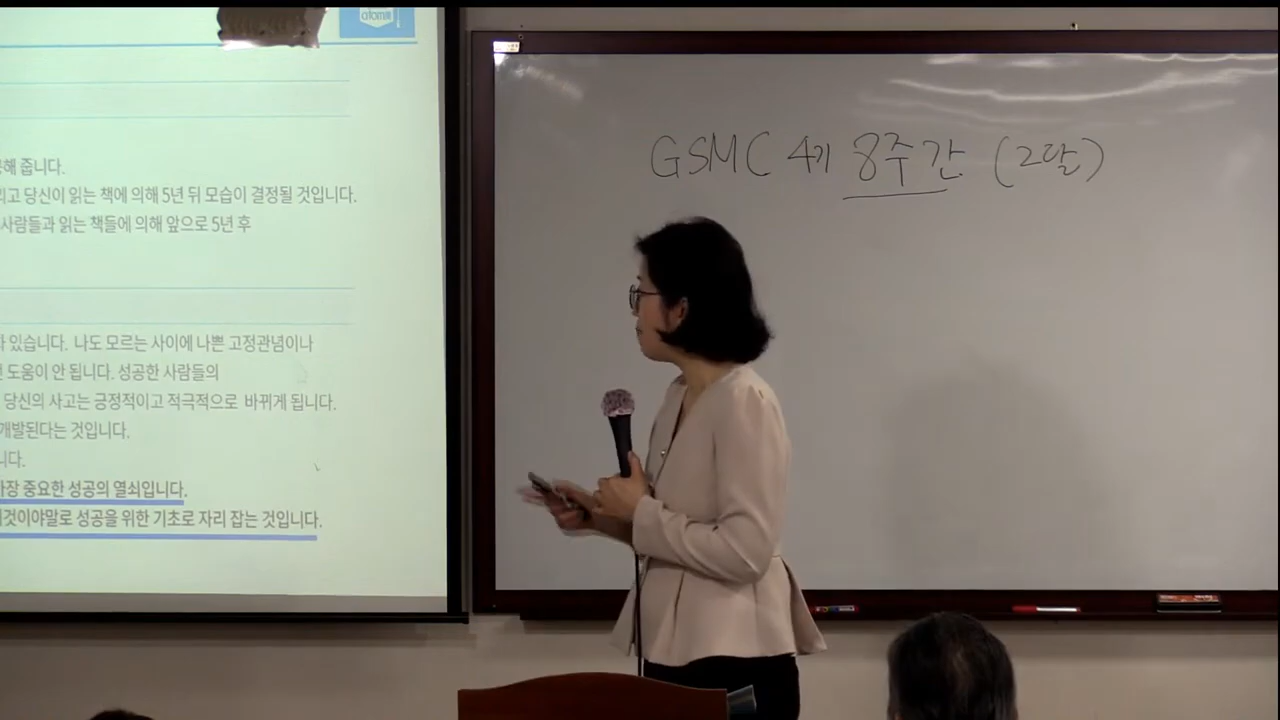 atomii
해 줍니다.
리고 당신이 읽는 책에 의해 5년 뒤 모습이 결정될 것입니다.
사람들과 읽는 책들에 의해 앞으로 5년 후
있습니다. 나도 모르는 사이에 나쁜 고정관념이나
도움이 안 됩니다. 성공한 사람들의
당신의 사고는 긍정적이고 적극적으로 바뀌게 됩니다.
개발된다는 것입니다.
니다.
가장 중요한 성공의 열쇠입니다.
이것이야말로 성공을 위한 기초로 자리 잡는 것입니다.
GSMC 4기 8주간 (2달)